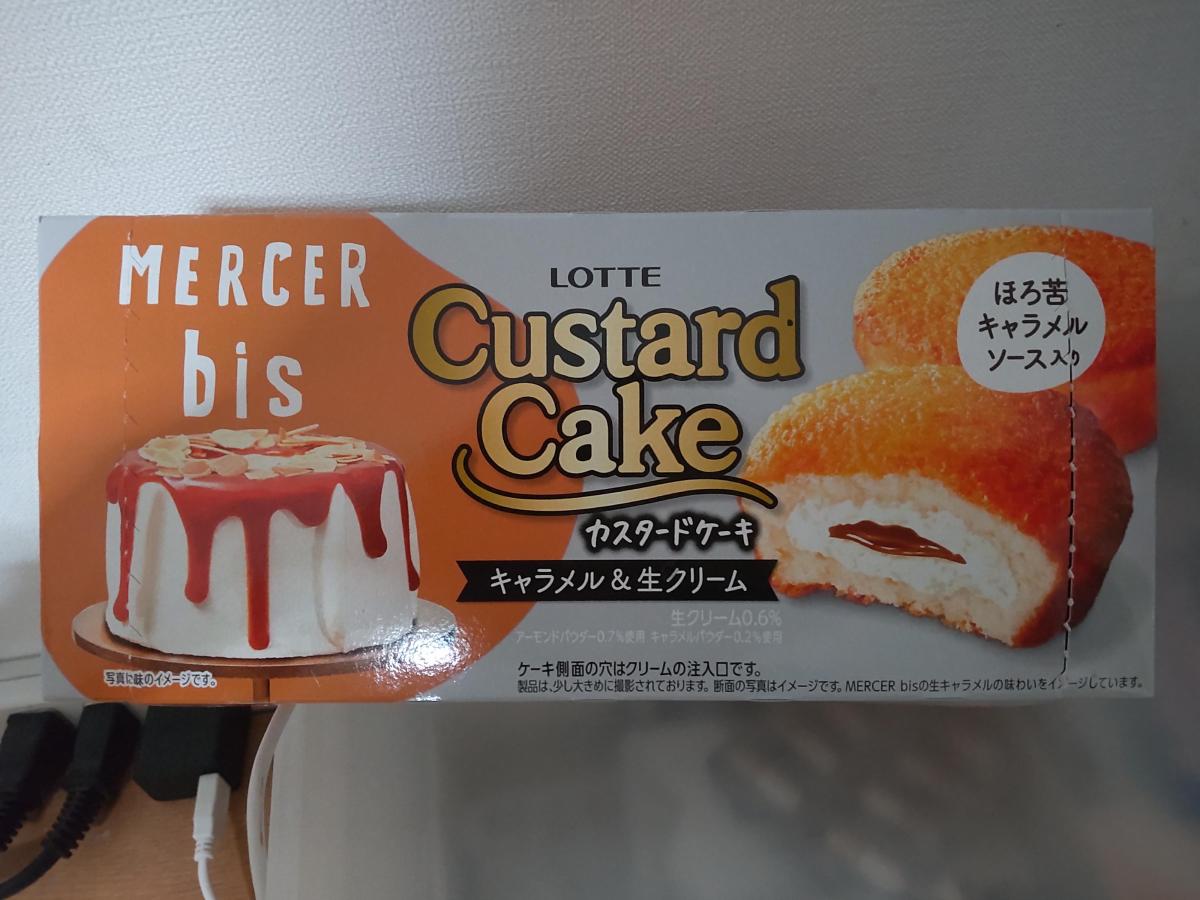 MERCER
bis
LOTTE
Custard
Cake
カスタードケーキ
キャラメル&生クリーム
ほろ苦
キャラメル
ソース入り
生クリーム0.6%
アーモンドパウダー0.7%使用 キャラメルパウダー0.2%使用
ケーキ側面の穴はクリームの注入口です。
製品は、少し大きめに撮影されております。断面の写真はイメージです。MERCER bisの生キャラメルの味わいをイメージしています。
写真は味のイメージです。